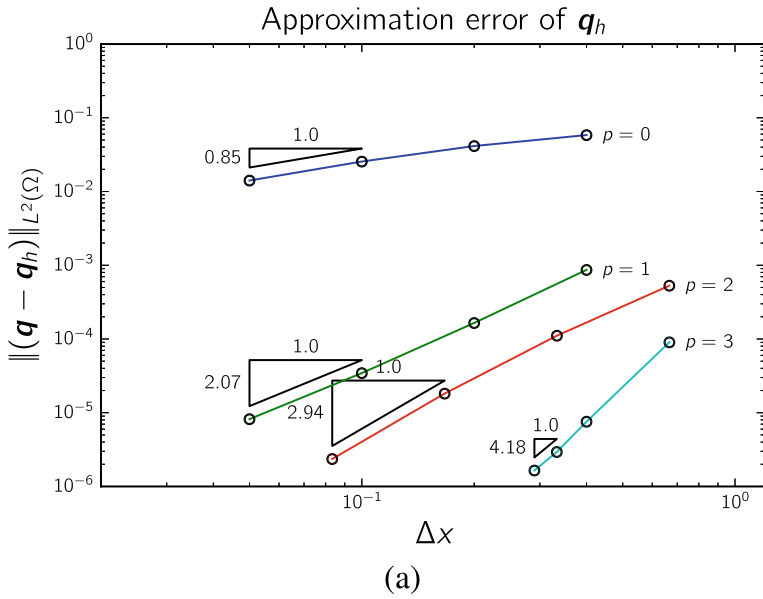 Approximation error of q_h
10^0
10^{-1}
10^{-2}
10^{-3}
10^{-4}
10^{-5}
10^{-6}
‖(q − q_h)‖_{L^2(Ω)}
1.0
0.85
p = 0
p = 1
p = 2
p = 3
1.0
2.07
1.0
2.94
1.0
4.18
10^{-1}
10^0
Δx
(a)